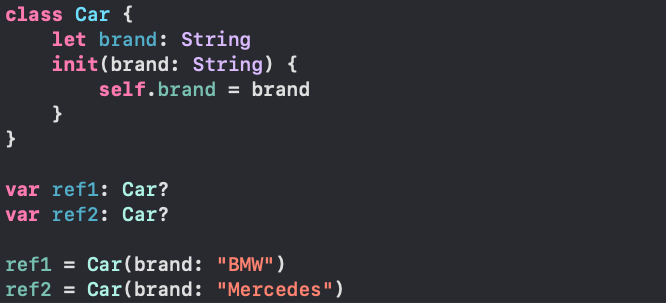 class Car {
    let brand: String
    init(brand: String) {
        self.brand = brand
    }
}

var ref1: Car?
var ref2: Car?

ref1 = Car(brand: "BMW")
ref2 = Car(brand: "Mercedes")